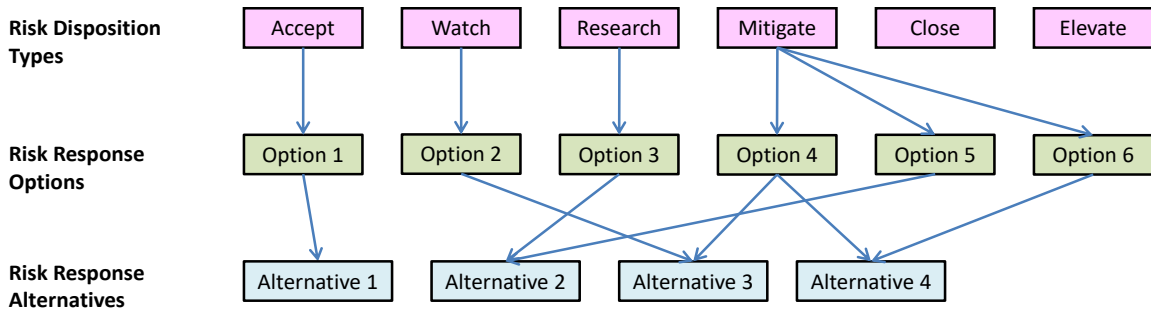 Risk Disposition
Types
Accept
Watch
Research
Mitigate
Close
Elevate
Risk Response
Options
Option 1
Option 2
Option 3
Option 4
Option 5
Option 6
Risk Response
Alternatives
Alternative 1
Alternative 2
Alternative 3
Alternative 4